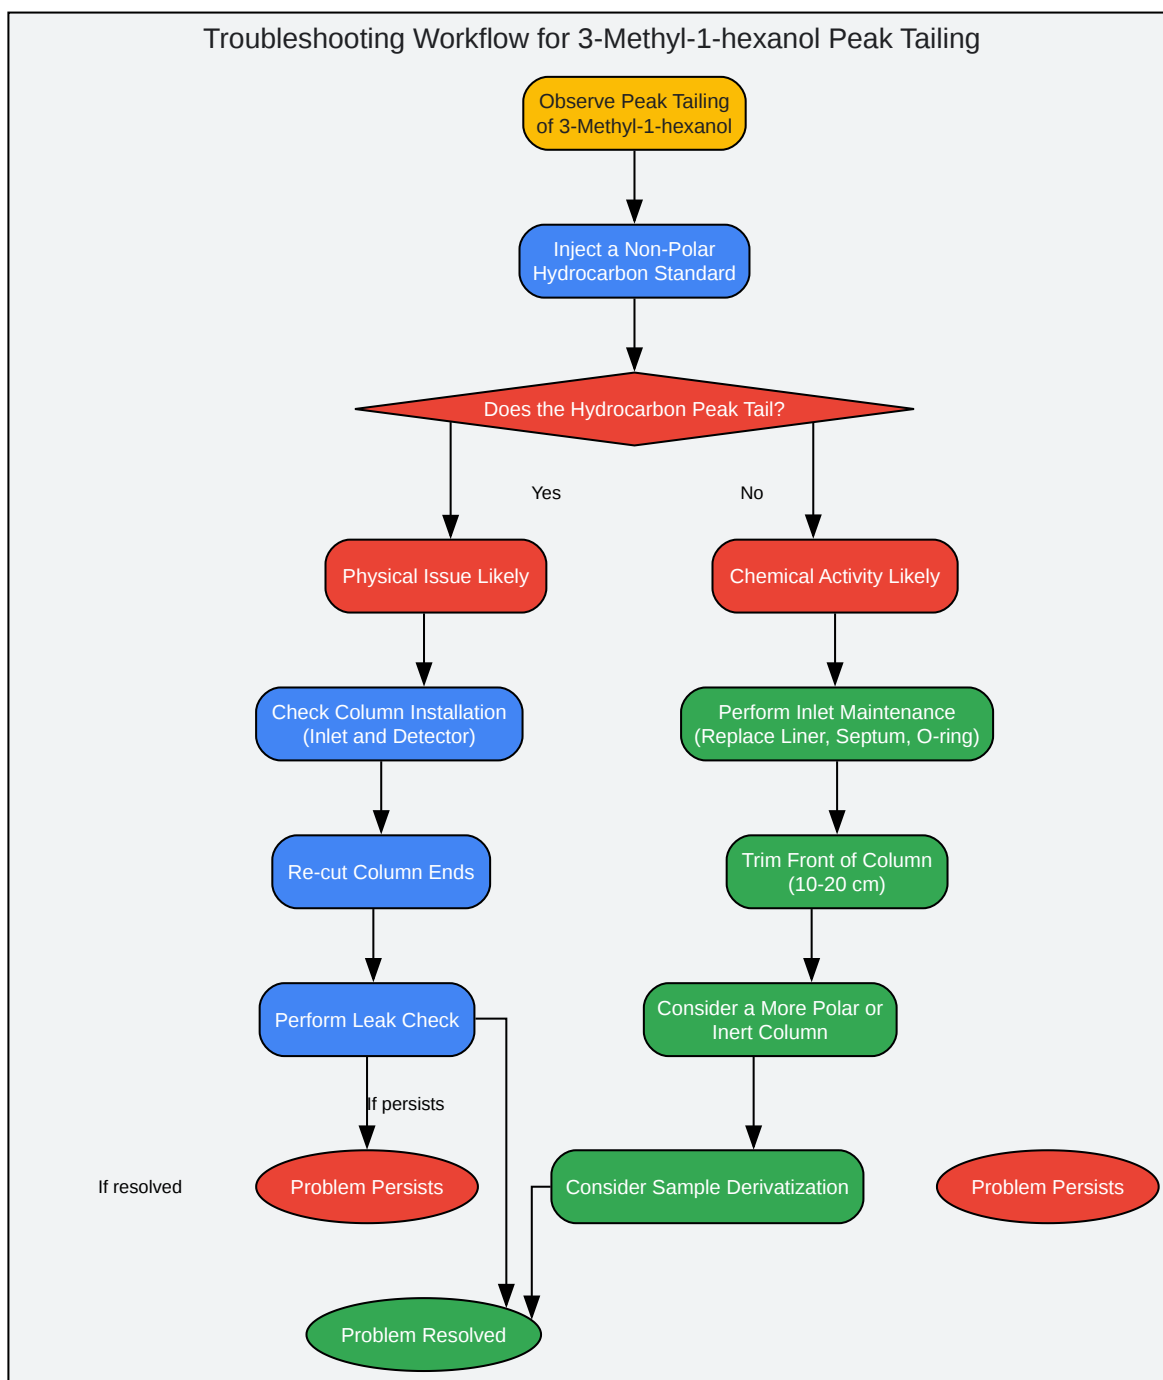 Troubleshooting Workflow for 3-Methyl-1-hexanol Peak Tailing
Observe Peak Tailing
of 3-Methyl-1-hexanol
Inject a Non-Polar
Hydrocarbon Standard
Does the Hydrocarbon Peak Tail?
Yes
No
Physical Issue Likely
Chemical Activity Likely
Check Column Installation
(Inlet and Detector)
Perform Inlet Maintenance
(Replace Liner, Septum, O-ring)
Re-cut Column Ends
Trim Front of Column
(10-20 cm)
Perform Leak Check
Consider a More Polar or
Inert Column
If persists
If resolved
Problem Persists
Consider Sample Derivatization
Problem Persists
Problem Resolved